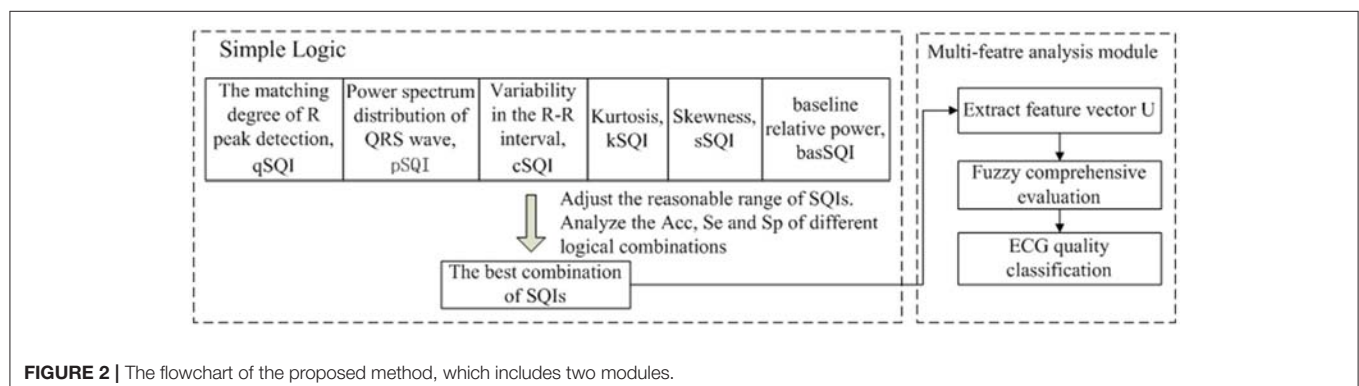 Simple Logic
The matching
degree of R
peak detection,
qSQI
Power spectrum
distribution of
QRS wave,
pSQI
Variability
in the R-R
interval,
cSQI
Kurtosis,
kSQI
Skewness,
sSQI
baseline
relative power,
basSQI
Adjust the reasonable range of SQIs.
Analyze the Acc, Se and Sp of different
logical combinations
The best combination
of SQIs
Multi-featre analysis module
Extract feature vector U
Fuzzy comprehensive
evaluation
ECG quality
classification
FIGURE 2 | The flowchart of the proposed method, which includes two modules.